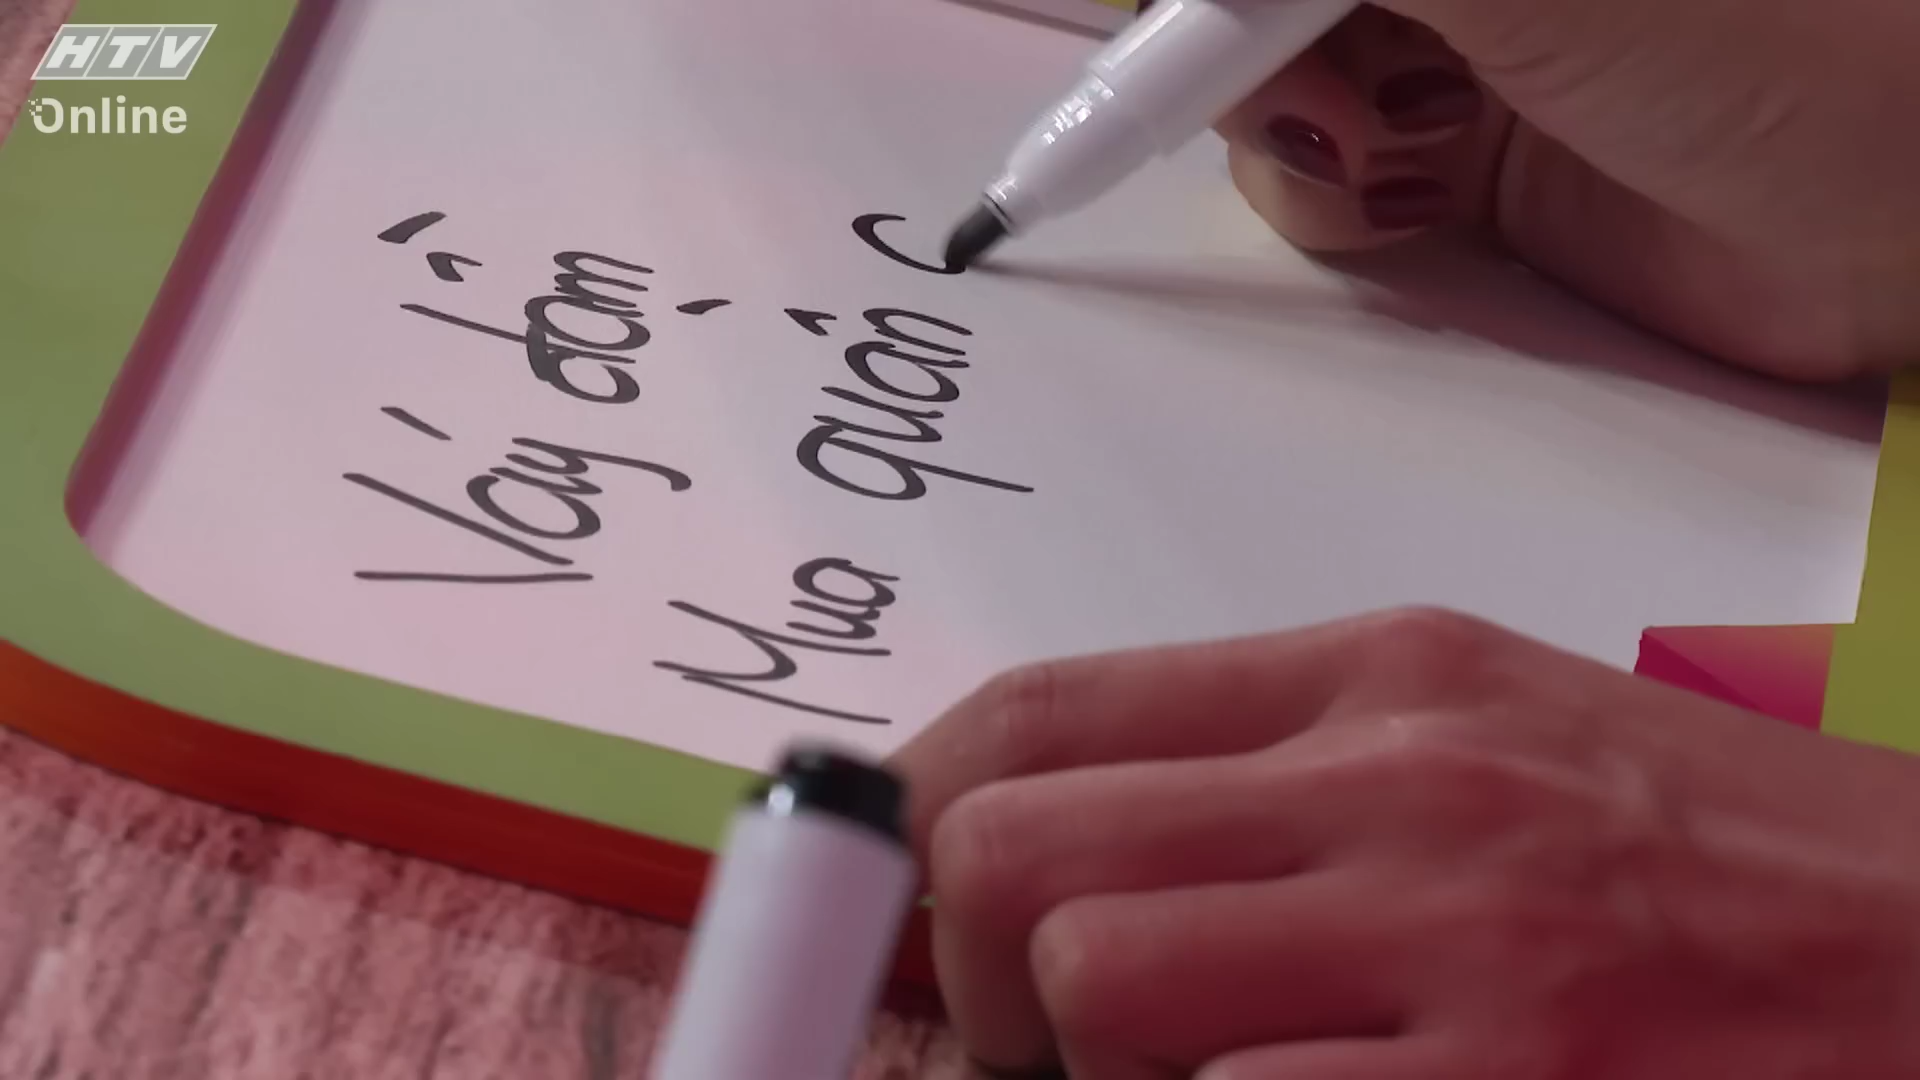 HTV
Online
Váy đầm
Mua quần